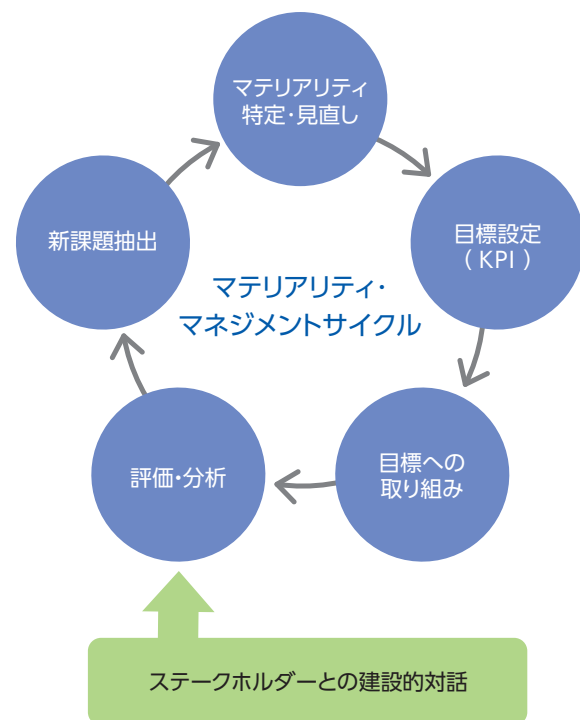 マテリアリティ
特定・見直し
目標設定
（ KPI ）
目標への
取り組み
評価・分析
新課題抽出
マテリアリティ・
マネジメントサイクル
ステークホルダーとの建設的対話